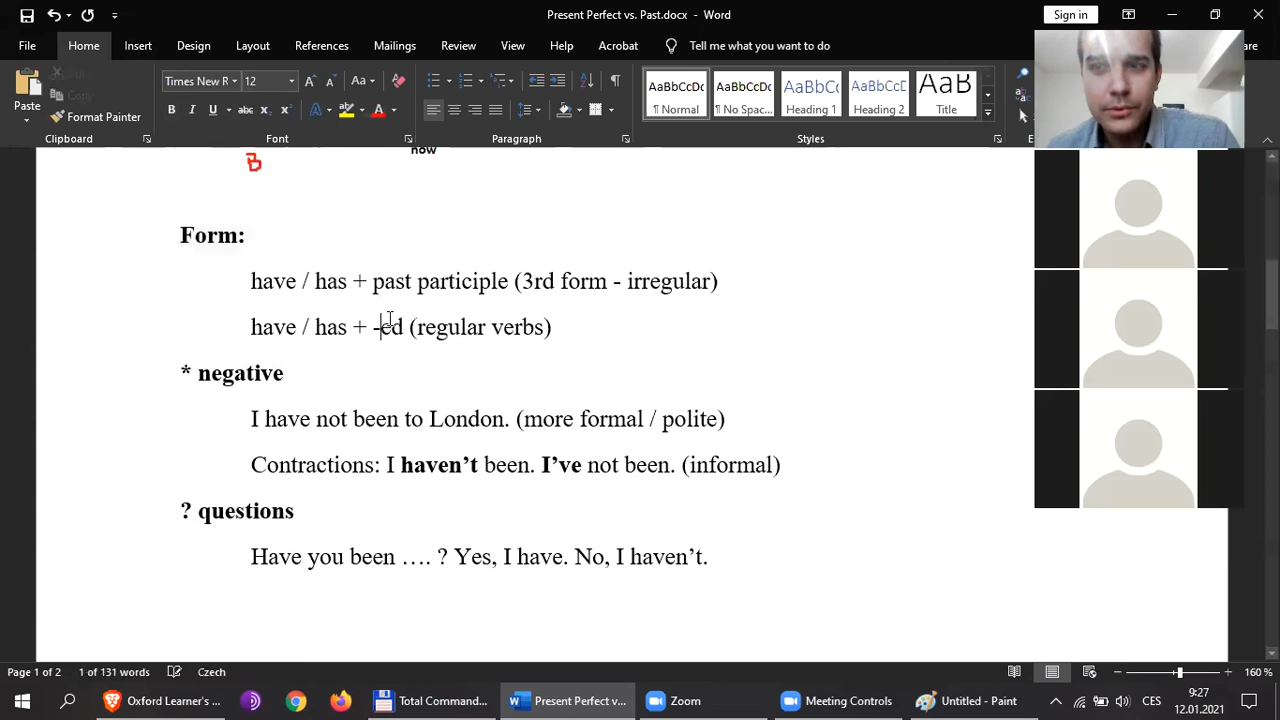 Present Perfect vs. Past.docx - Word
Sign in
File Home Insert Design Layout References Mailings Review View Help Acrobat Tell me what you want to do
Times New R 12
Paste
Cut
Copy
Format Painter
AaBbCcDc AaBbCcDc AaBbCc AaBbCcD AaB
¶ Normal ¶ No Spac... Heading 1 Heading 2 Title
Clipboard Font Paragraph Styles
now
Form:
have / has + past participle (3rd form - irregular)
have / has + -ed (regular verbs)
* negative
I have not been to London. (more formal / polite)
Contractions: I haven’t been. I’ve not been. (informal)
? questions
Have you been …. ? Yes, I have. No, I haven’t.
Page 1 of 2 1 of 131 words Czech 160 %
Oxford Learner's ... Total Command... Present Perfect v... Zoom Meeting Controls Untitled - Paint CES 9:27
12.01.2021